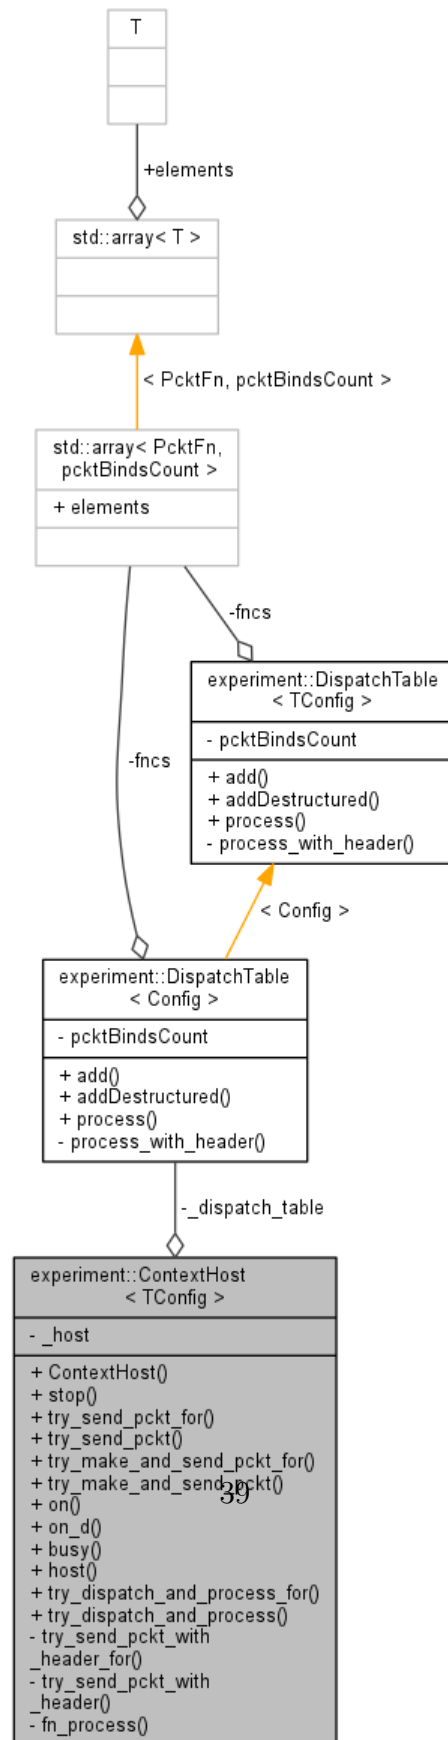 T
+elements
std::array< T >
< PcktFn, pcktBindsCount >
std::array< PcktFn,
pcktBindsCount >
+ elements
-fncs
experiment::DispatchTable
< TConfig >
- pcktBindsCount
+ add()
+ addDestructured()
+ process()
- process_with_header()
-fncs
< Config >
experiment::DispatchTable
< Config >
- pcktBindsCount
+ add()
+ addDestructured()
+ process()
- process_with_header()
-_dispatch_table
experiment::ContextHost
< TConfig >
- _host
+ ContextHost()
+ stop()
+ try_send_pckt_for()
+ try_send_pckt()
+ try_make_and_send_pckt_for()
+ try_make_and_send_pckt()
39
+ on()
+ on_d()
+ busy()
+ host()
+ try_dispatch_and_process_for()
+ try_dispatch_and_process()
- try_send_pckt_with
_header_for()
- try_send_pckt_with
_header()
- fn_process()